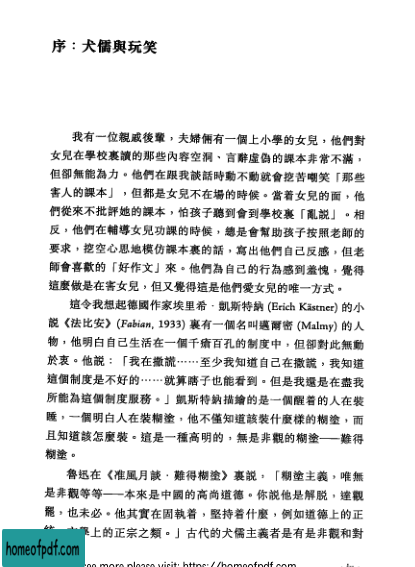 序：犬儒與玩笑
我有一位親戚後輩，夫婦倆有一個上小學的女兒，他們對
女兒在學校裏讀的那些內容空洞、言辭虛偽的課本非常不滿，
但卻無能為力。他們在跟我談話時動不動就會挖苦嘲笑「那些
害人的課本」，但都是女兒不在場的時候。當着女兒的面，他
們從來不批評她的課本，怕孩子聽到會到學校裏「亂説」。相
反，他們在輔導女兒功課的時候，總是會幫助孩子按照老師的
要求，挖空心思地模仿課本裏的話，寫出他們自己反感，但老
師會喜歡的「好作文」來。他們為自己的行為感到羞愧，覺得
這麼做是在害女兒，但又覺得這是他們愛女兒的唯一方式。
這令我想起德國作家埃里希．凱斯特納 (Erich Kästner) 的小
説《法比安》(Fabian, 1933) 裏有一個名叫邁爾密 (Malmy) 的人
物，他明白自己生活在一個千瘡百孔的制度中，但卻對此無動
於衷。他説：「我在撒謊……至少我知道自己在撒謊，我知道
這個制度是不好的……就算瞎子也能看到。但是我還是在盡我
所能為這個制度服務。」凱斯特納描繪的是一個醒着的人在裝
睡，一個明白人在裝糊塗，他不僅知道該裝什麼樣的糊塗，而
且知道該怎麼裝。這是一種高明的，無是非觀的糊塗——難得
糊塗。
魯迅在《准風月談．難得糊塗》裏説，「糊塗主義，唯無
是非觀等等——本來是中國的高尚道德。你説他是解脱，達觀
罷，也未必。他其實在固執着，堅持着什麼，例如道德上的正
統，文學上的正宗之類。」古代的犬儒主義者是有是非觀和對
homeofpdf.com
see more please visit: https://homeofpdf.com